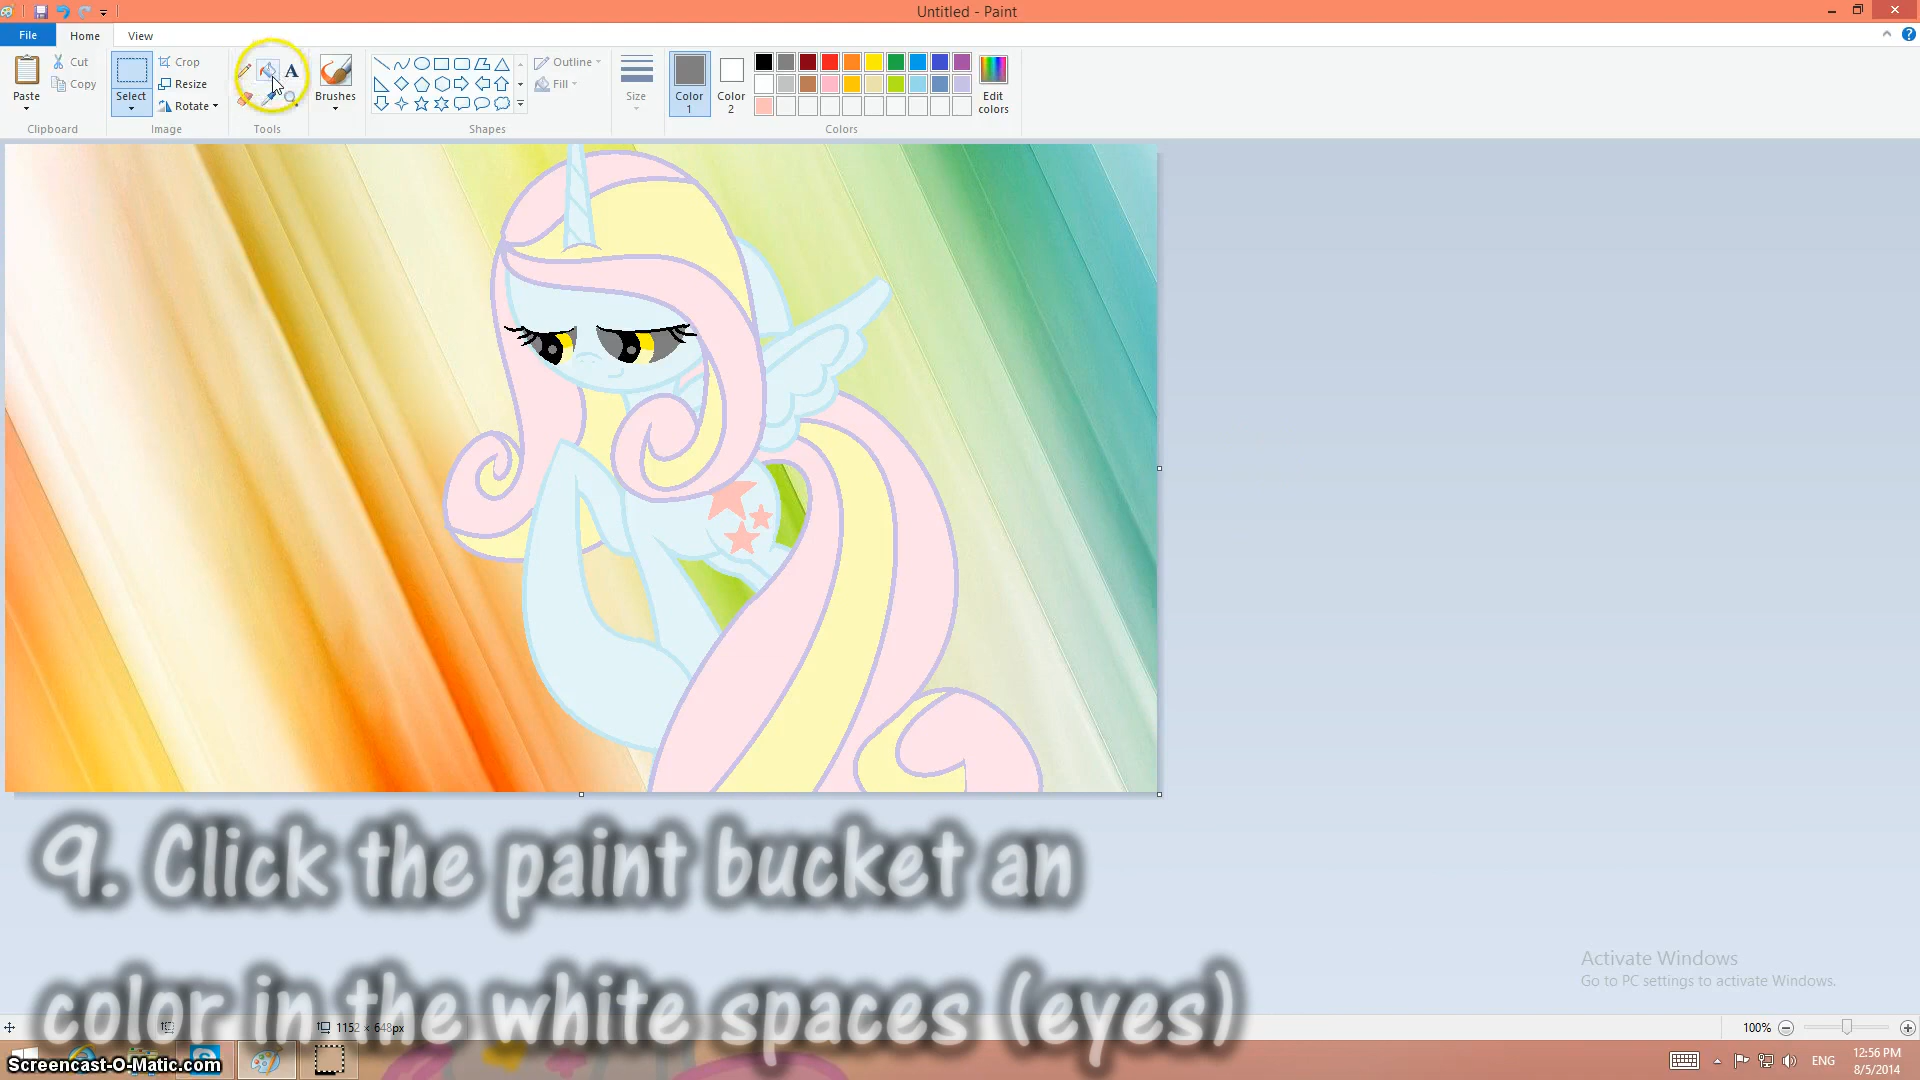 Untitled - Paint
File
Home
View
Paste
Cut
Copy
Clipboard
Select
Crop
Resize
Rotate
Image
A
Tools
Brushes
Outline
Fill
Shapes
Size
Color
1
Color
2
Edit
colors
Colors
9. Click the paint bucket an
color in the white spaces (eyes)
Activate Windows
Go to PC settings to activate Windows.
1152 × 648px
100%
Screencast-O-Matic.com
ENG
12:56 PM
8/5/2014